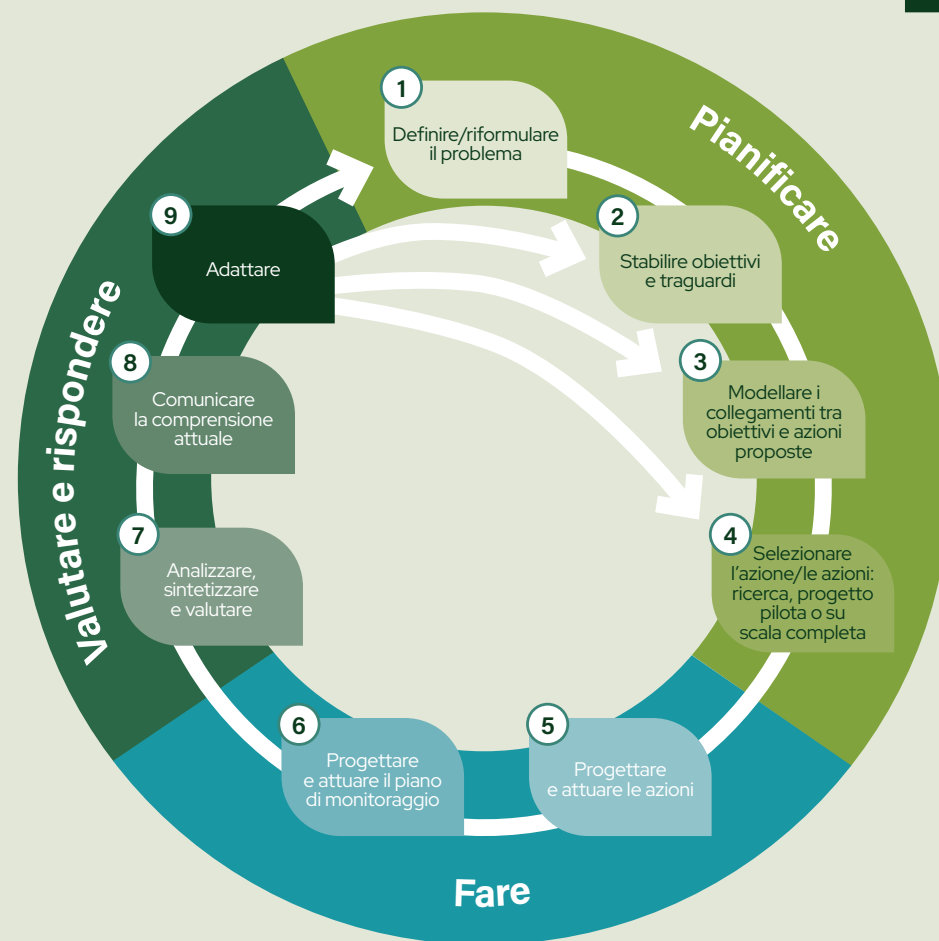 Pianificare
1
Definire/riformulare
il problema
2
Stabilire obiettivi
e traguardi
3
Modellare i
collegamenti tra
obiettivi e azioni
proposte
4
Selezionare
l’azione/le azioni:
ricerca, progetto
pilota o su
scala completa
Fare
5
Progettare
e attuare le azioni
6
Progettare
e attuare il piano
di monitoraggio
Valutare e rispondere
7
Analizzare,
sintetizzare
e valutare
8
Comunicare
la comprensione
attuale
9
Adattare